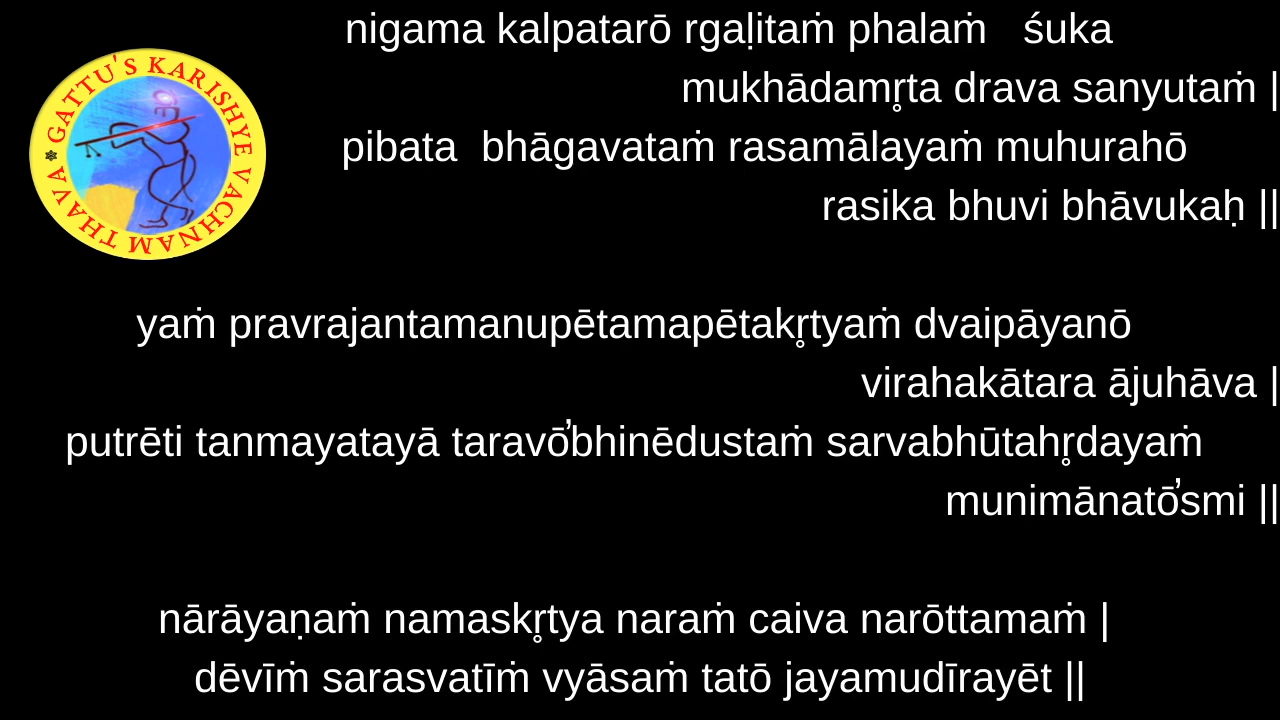 nigama kalpatarō rgaḷitaṁ phalaṁ śuka
mukhādamr̥ta drava sanyutaṁ |
pibata bhāgavataṁ rasamālayaṁ muhurahō
rasika bhuvi bhāvukaḥ ||
GATTU'S KARISHYE VACHNAM THAVA
yaṁ pravrajantamanupētamapētakr̥tyaṁ dvaipāyanō
virahakātara ājuhāva |
putrēti tanmayatayā taravō̓bhinēdustaṁ sarvabhūtahr̥dayaṁ
munimānatō̓smi ||
nārāyaṇaṁ namaskr̥tya naraṁ caiva narōttamaṁ |
dēvīṁ sarasvatīṁ vyāsaṁ tatō jayamudīrayēt ||